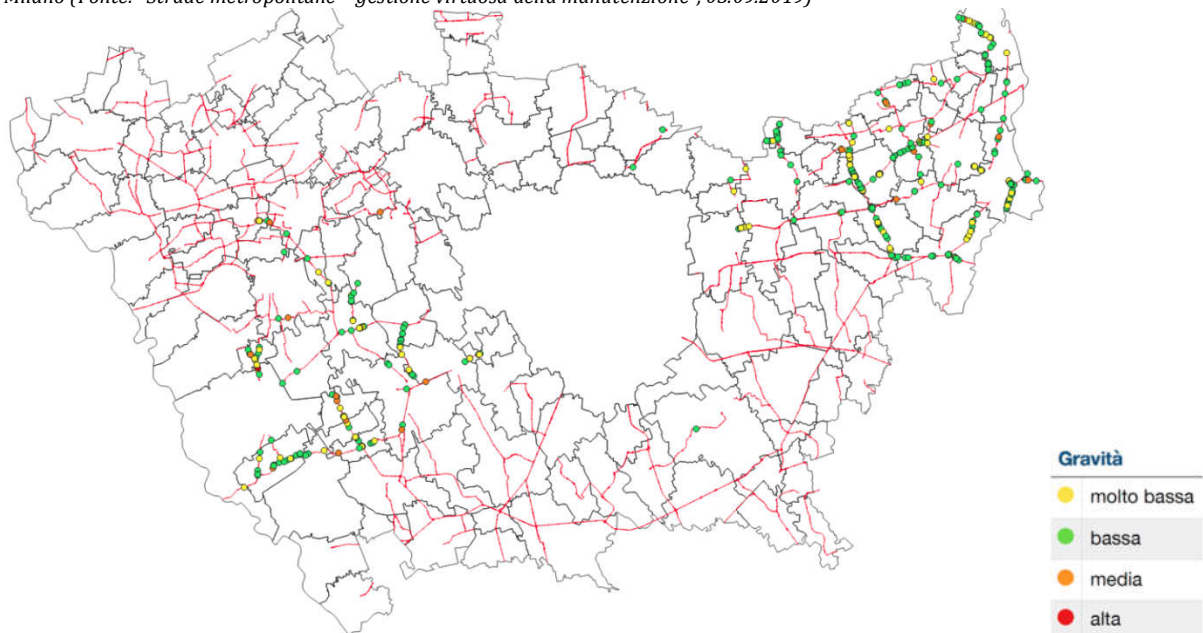 Milano (Fonte: "Strade metropolitane – gestione virtuosa della manutenzione", 03.09.2019)
Gravità
molto bassa
bassa
media
alta